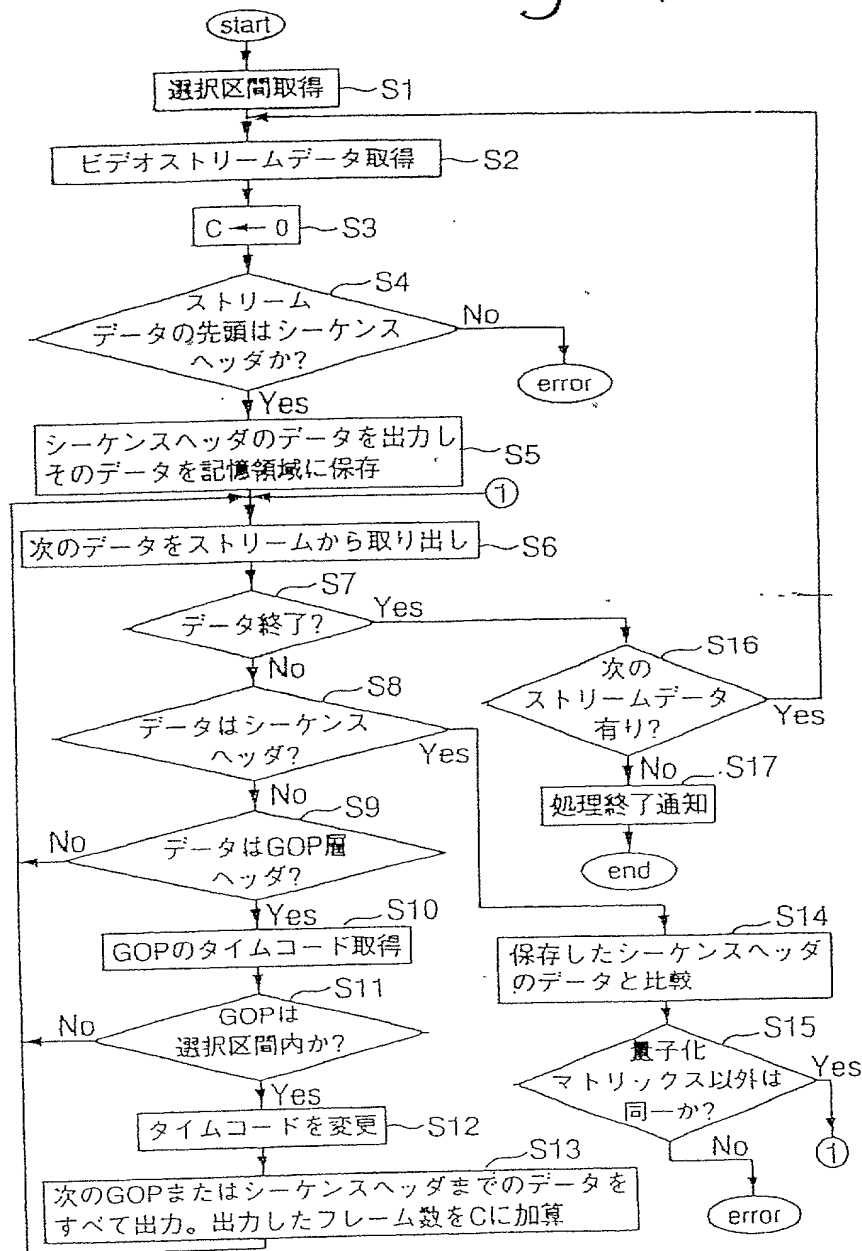 start
選択区間取得
S1
ビデオストリームデータ取得
S2
C ← 0
S3
S4
ストリーム
データの先頭はシーケンス
ヘッダか?
No
error
Yes
シーケンスヘッダのデータを出力し
そのデータを記憶領域に保存
S5
①
次のデータをストリームから取り出し
S6
S7
データ終了?
Yes
No
S16
次の
ストリームデータ
有り?
Yes
No
S17
処理終了通知
end
S8
データはシーケンス
ヘッダ?
Yes
No
S9
データはGOP層
ヘッダ?
No
Yes
S10
GOPのタイムコード取得
S11
GOPは
選択区間内か?
No
Yes
タイムコードを変更
S12
S13
次のGOPまたはシーケンスヘッダまでのデータを
すべて出力。出力したフレーム数をCに加算
S14
保存したシーケンスヘッダ
のデータと比較
S15
量子化
マトリックス以外は
同一か?
Yes
①
No
error